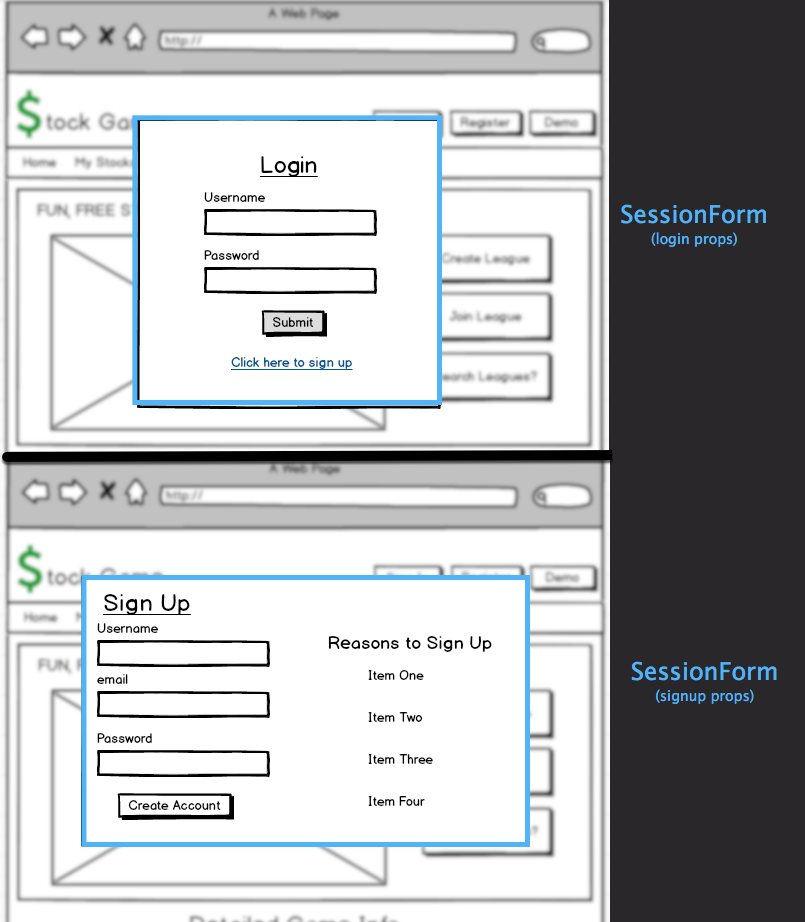 A Web Page
http://
$tock Ga
Register
Demo
Home
My Stock
FUN, FREE S
Login
Username
Password
Submit
Click here to sign up
Create League
Join League
earch Leagues?
SessionForm
(login props)
A Web Page
http://
$tock Game
Demo
Home
FUN, F
Sign Up
Username
email
Password
Create Account
Reasons to Sign Up
Item One
Item Two
Item Three
Item Four
?
SessionForm
(signup props)
Detailed Game Info